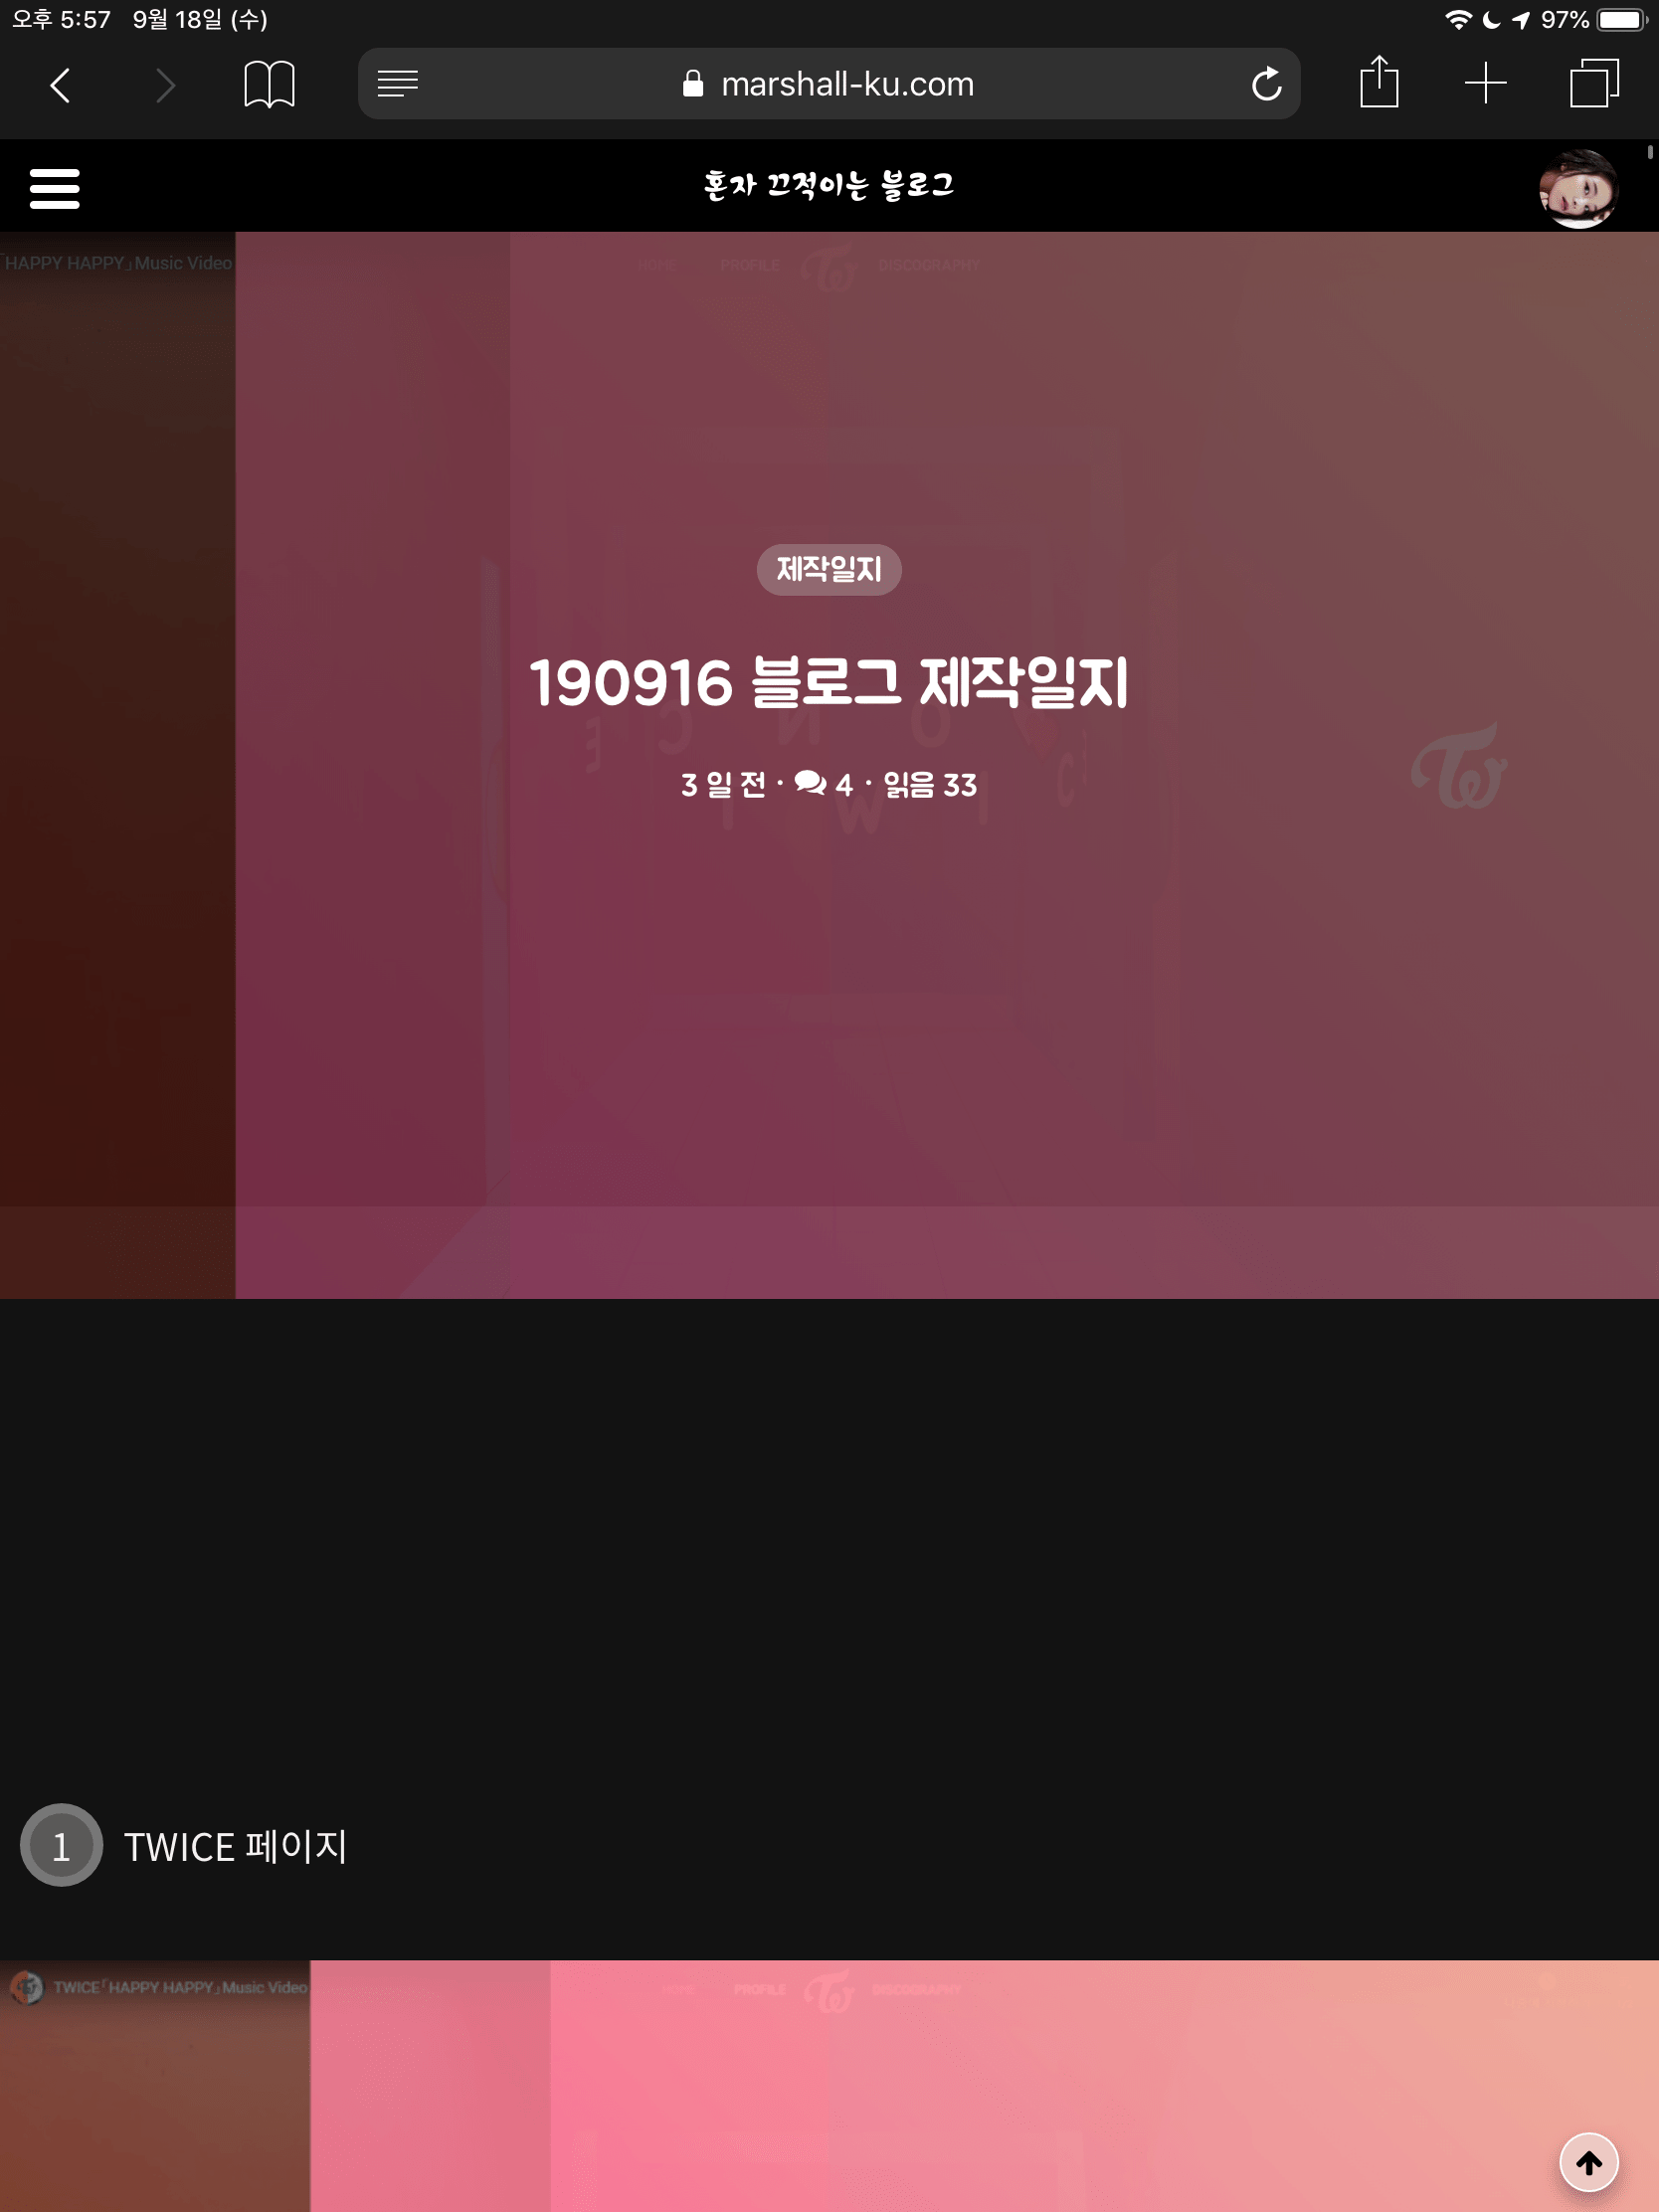 오후 5:57 9월 18일 (수) 97%
marshall-ku.com
혼자 끄적이는 블로그
「HAPPY HAPPY」Music Video HOME PROFILE DISCOGRAPHY
제작일지
190916 블로그 제작일지
3 일 전 · 4 · 읽음 33
1 TWICE 페이지
TWICE「HAPPY HAPPY」Music Video HOME PROFILE DISCOGRAPHY